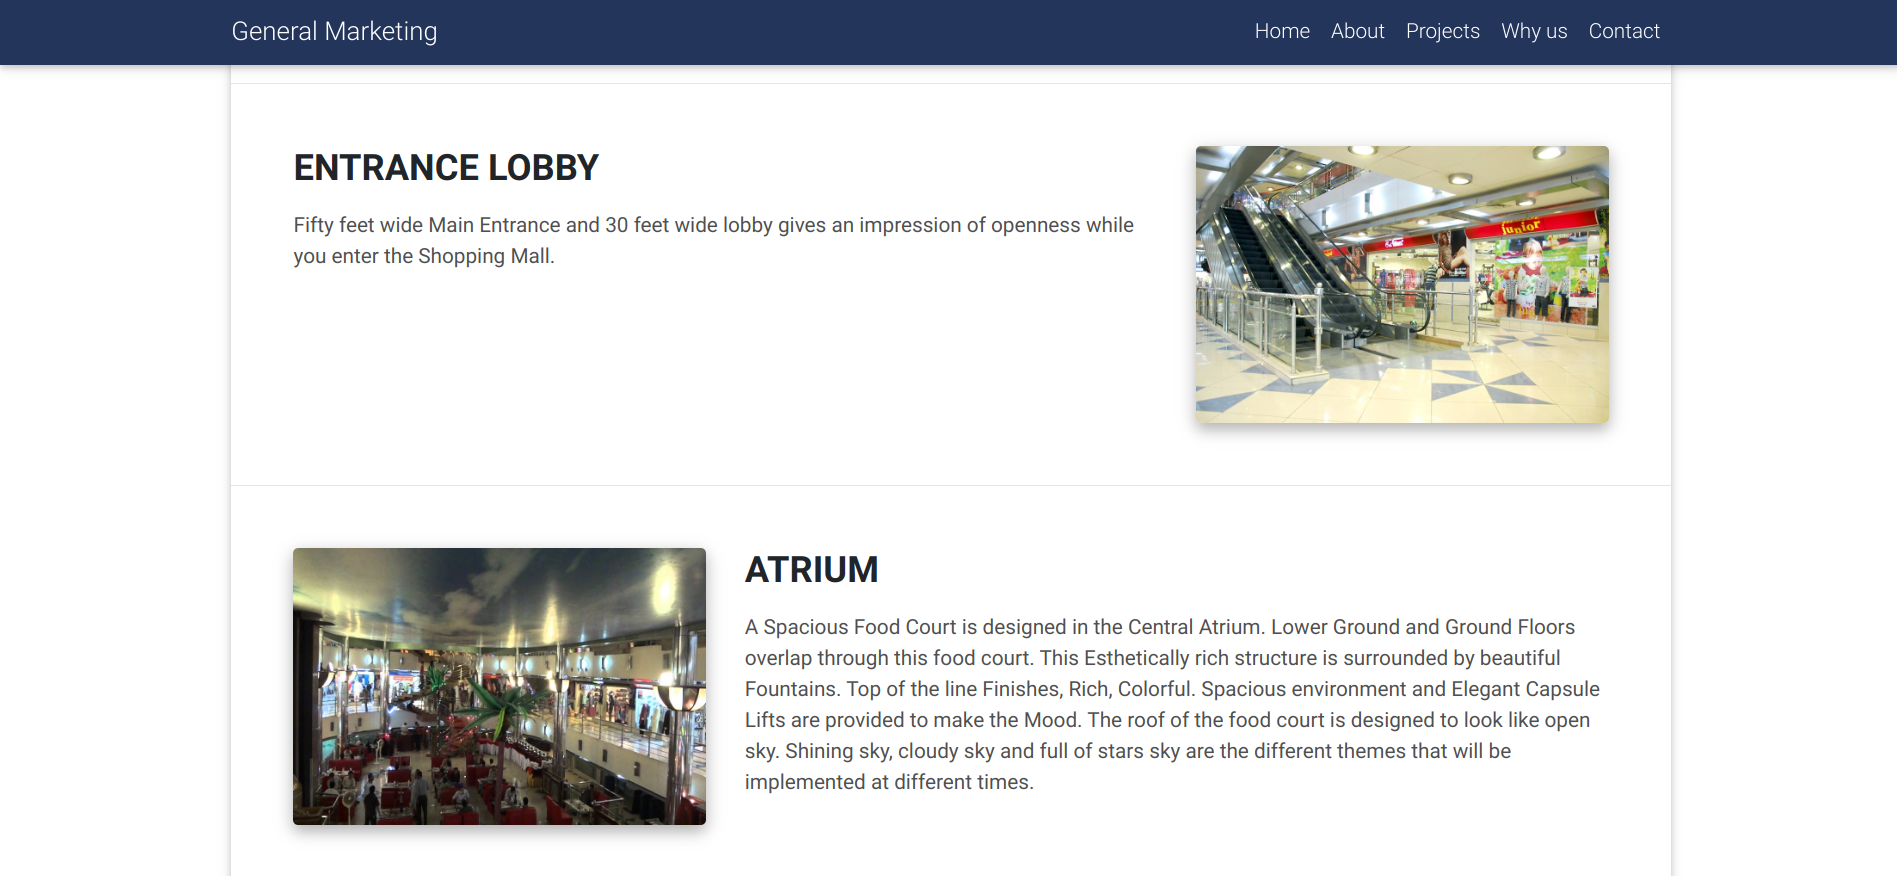 General Marketing
Home About Projects Why us Contact
ENTRANCE LOBBY
Fifty feet wide Main Entrance and 30 feet wide lobby gives an impression of openness while
you enter the Shopping Mall.
junior
ATRIUM
A Spacious Food Court is designed in the Central Atrium. Lower Ground and Ground Floors
overlap through this food court. This Esthetically rich structure is surrounded by beautiful
Fountains. Top of the line Finishes, Rich, Colorful. Spacious environment and Elegant Capsule
Lifts are provided to make the Mood. The roof of the food court is designed to look like open
sky. Shining sky, cloudy sky and full of stars sky are the different themes that will be
implemented at different times.